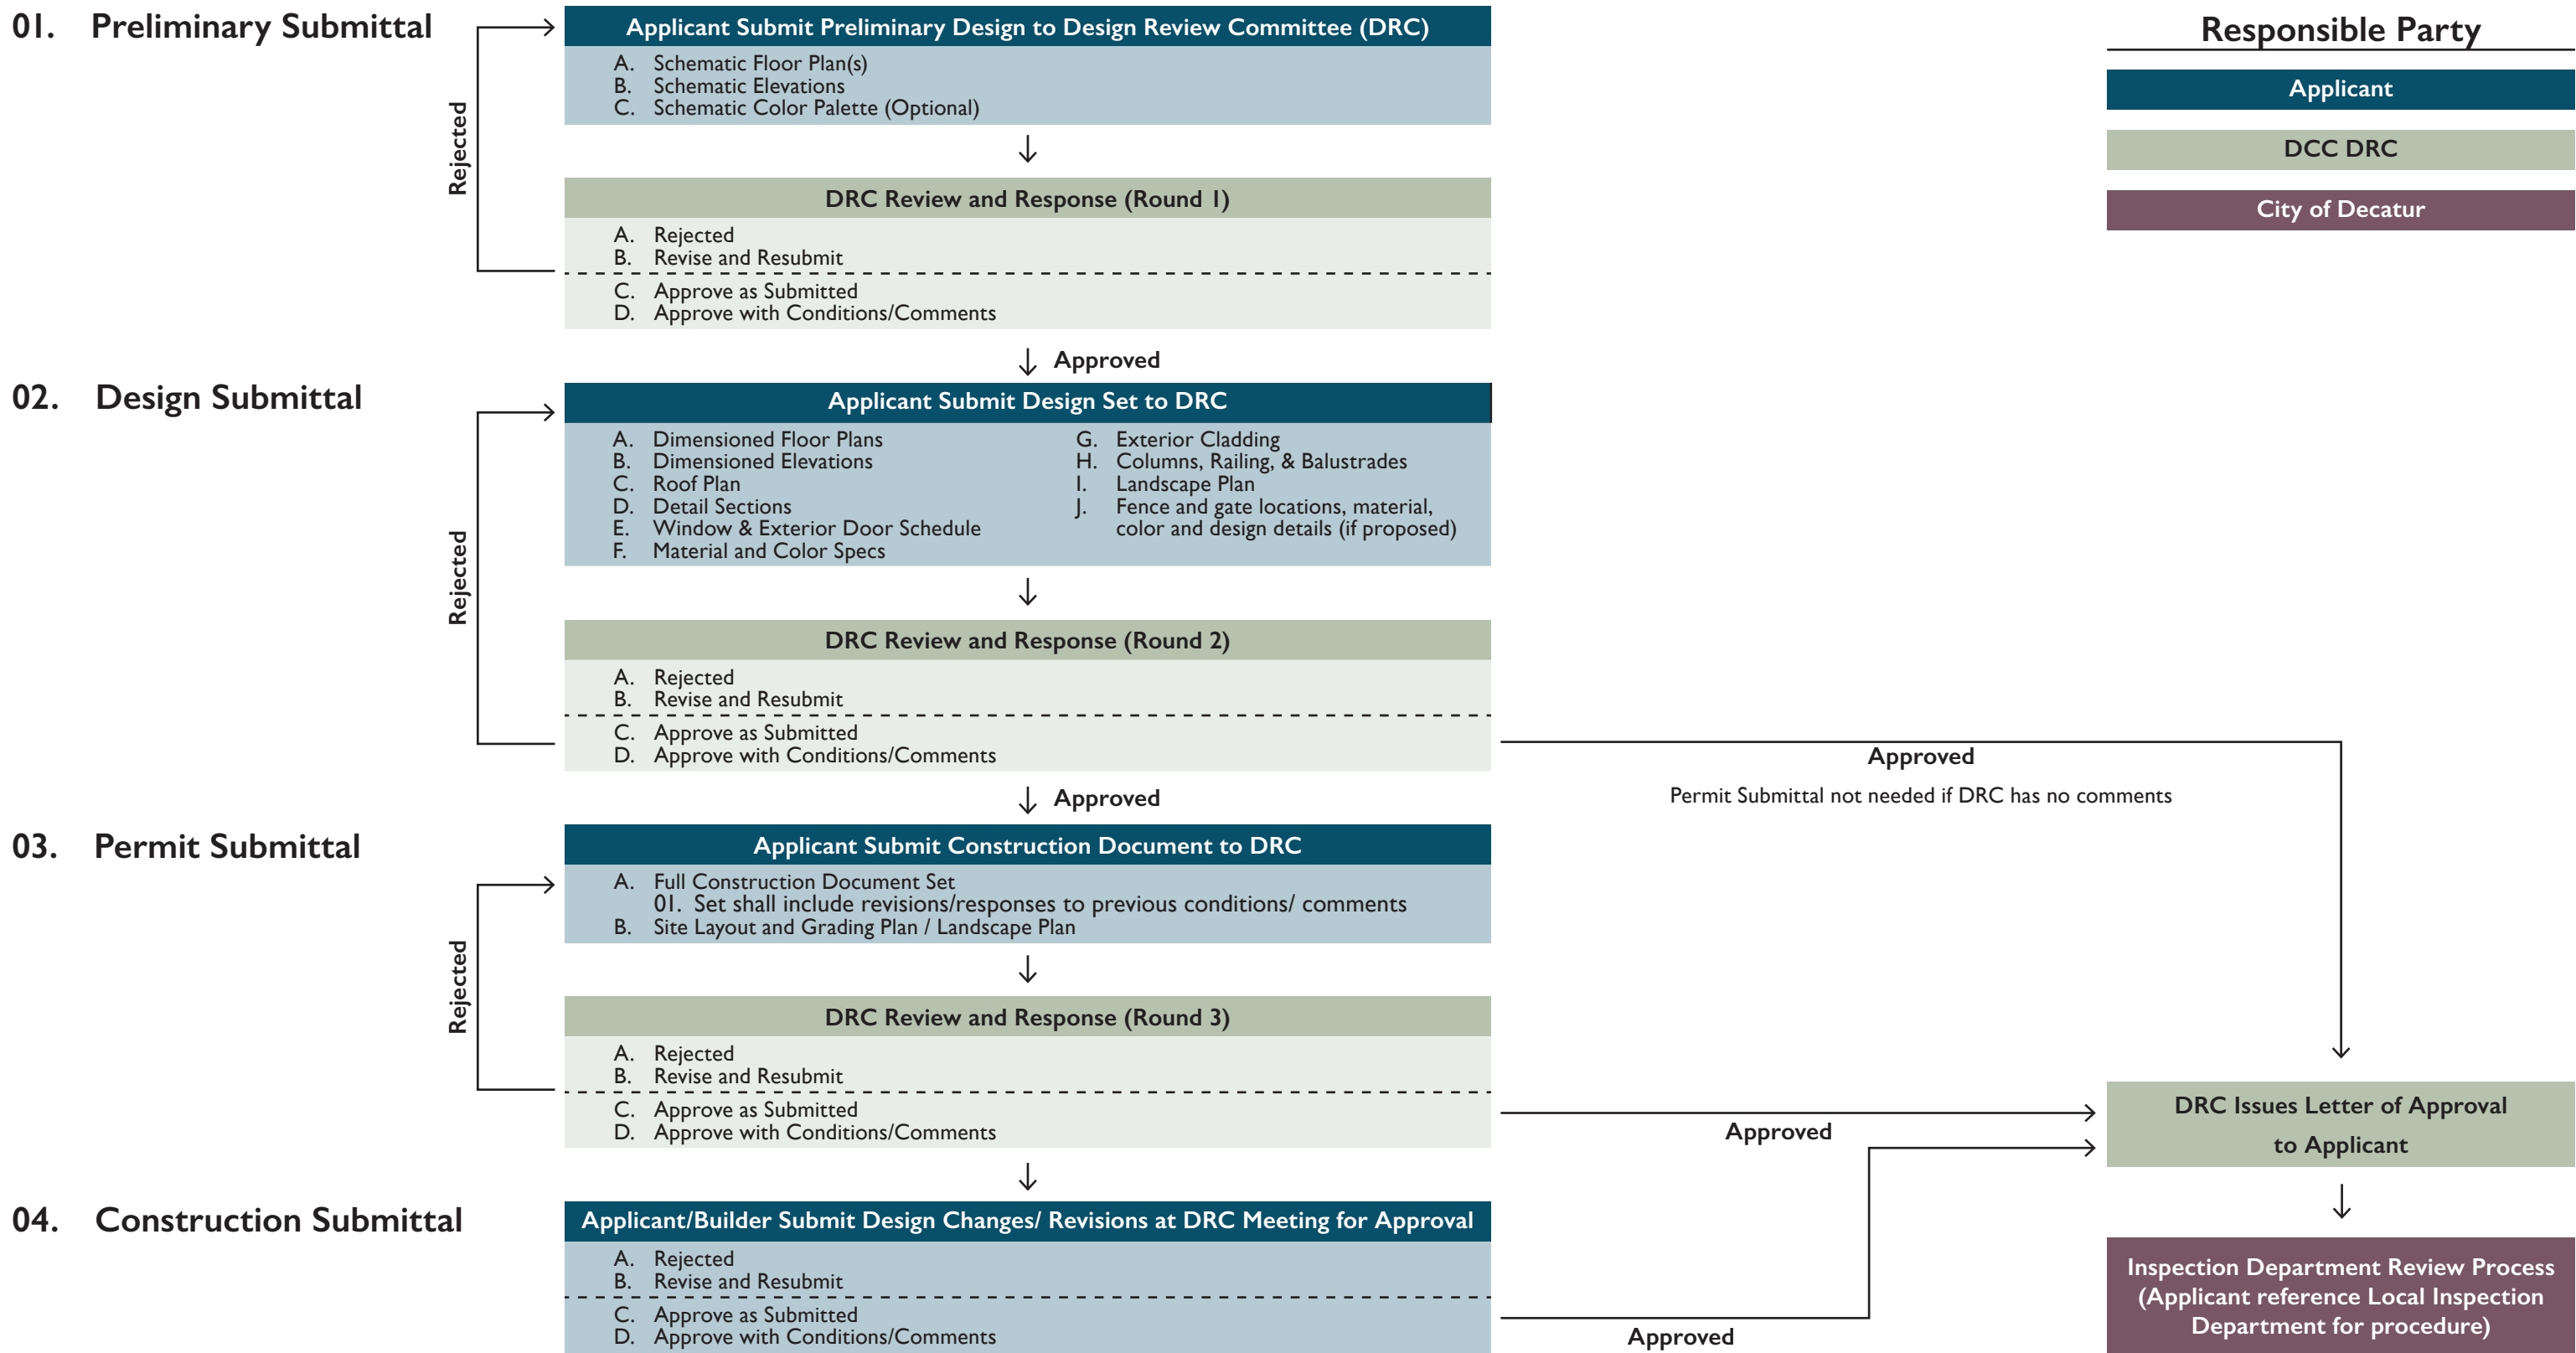 01. Preliminary Submittal
Applicant Submit Preliminary Design to Design Review Committee (DRC)
A. Schematic Floor Plan(s)
B. Schematic Elevations
C. Schematic Color Palette (Optional)
Rejected
DRC Review and Response (Round 1)
A. Rejected
B. Revise and Resubmit
C. Approve as Submitted
D. Approve with Conditions/Comments
Approved
02. Design Submittal
Applicant Submit Design Set to DRC
A. Dimensioned Floor Plans
B. Dimensioned Elevations
C. Roof Plan
D. Detail Sections
E. Window & Exterior Door Schedule
F. Material and Color Specs
G. Exterior Cladding
H. Columns, Railing, & Balustrades
I. Landscape Plan
J. Fence and gate locations, material,
color and design details (if proposed)
Rejected
DRC Review and Response (Round 2)
A. Rejected
B. Revise and Resubmit
C. Approve as Submitted
D. Approve with Conditions/Comments
Approved
Approved
Permit Submittal not needed if DRC has no comments
03. Permit Submittal
Applicant Submit Construction Document to DRC
A. Full Construction Document Set
01. Set shall include revisions/responses to previous conditions/ comments
B. Site Layout and Grading Plan / Landscape Plan
Rejected
DRC Review and Response (Round 3)
A. Rejected
B. Revise and Resubmit
C. Approve as Submitted
D. Approve with Conditions/Comments
Approved
04. Construction Submittal
Applicant/Builder Submit Design Changes/ Revisions at DRC Meeting for Approval
A. Rejected
B. Revise and Resubmit
C. Approve as Submitted
D. Approve with Conditions/Comments
Approved
Responsible Party
Applicant
DCC DRC
City of Decatur
DRC Issues Letter of Approval
to Applicant
Inspection Department Review Process
(Applicant reference Local Inspection
Department for procedure)